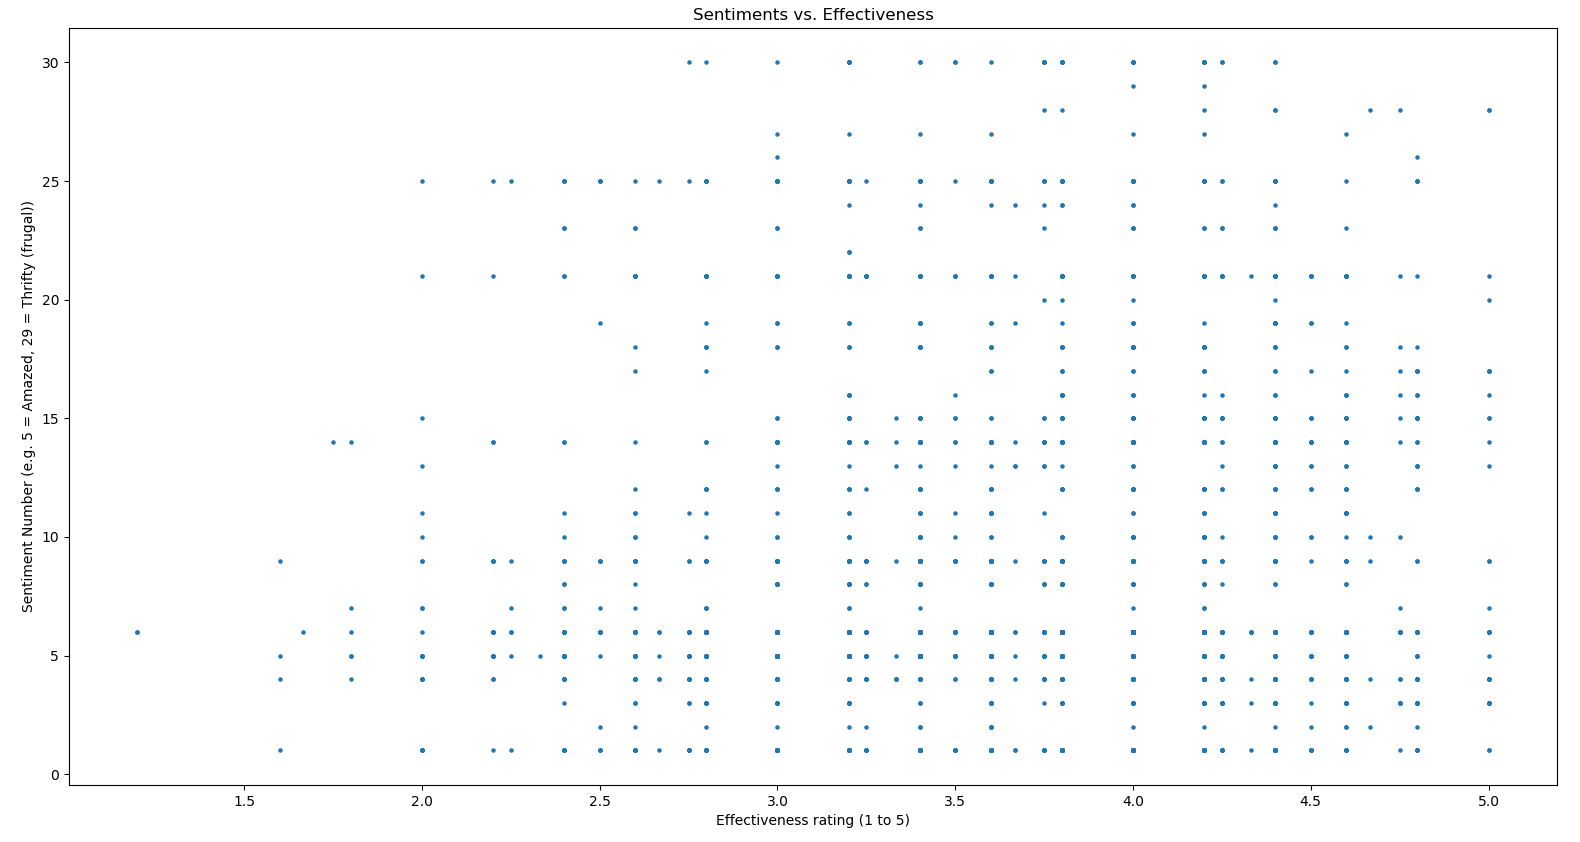 Sentiments vs. Effectiveness
30
25
20
15
10
5
0
Sentiment Number (e.g. 5 = Amazed, 29 = Thrifty (frugal))
1.5 2.0 2.5 3.0 3.5 4.0 4.5 5.0
Effectiveness rating (1 to 5)